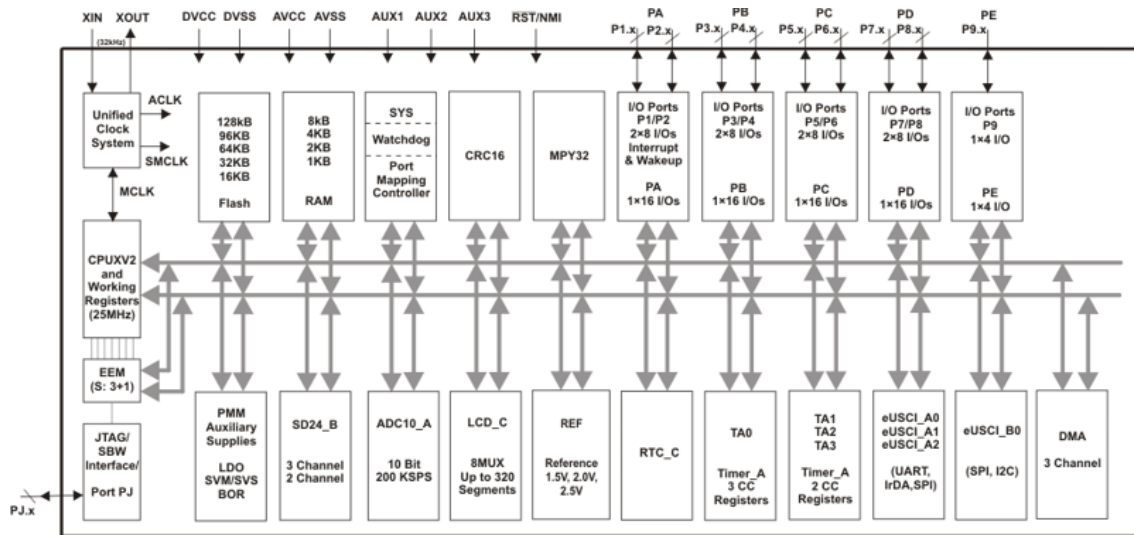 XIN XOUT DVCC DVSS AVCC AVSS AUX1 AUX2 AUX3 RST/NMI PA PB PC PD PE
(32kHz) P1.x P2.x P3.x P4.x P5.x P6.x P7.x P8.x P9.x
Unified
Clock
System
ACLK
SMCLK
MCLK
128kB
96KB
64KB
32KB
16KB
Flash
8kB
4KB
2KB
1KB
RAM
SYS
Watchdog
Port
Mapping
Controller
CRC16
MPY32
I/O Ports
P1/P2
2×8 I/Os
Interrupt
& Wakeup
PA
1×16 I/Os
I/O Ports
P3/P4
2×8 I/Os
PB
1×16 I/Os
I/O Ports
P5/P6
2×8 I/Os
PC
1×16 I/Os
I/O Ports
P7/P8
2×8 I/Os
PD
1×16 I/Os
I/O Ports
P9
1×4 I/O
PE
1×4 I/O
CPUXV2
and
Working
Registers
(25MHz)
EEM
(S: 3+1)
JTAG/
SBW
Interface/
Port PJ
PJ.x
PMM
Auxiliary
Supplies
LDO
SVM/SVS
BOR
SD24_B
3 Channel
2 Channel
ADC10_A
10 Bit
200 KSPS
LCD_C
8MUX
Up to 320
Segments
REF
Reference
1.5V, 2.0V,
2.5V
RTC_C
TA0
Timer_A
3 CC
Registers
TA1
TA2
TA3
Timer_A
2 CC
Registers
eUSCI_A0
eUSCI_A1
eUSCI_A2
(UART,
IrDA,SPI)
eUSCI_B0
(SPI, I2C)
DMA
3 Channel